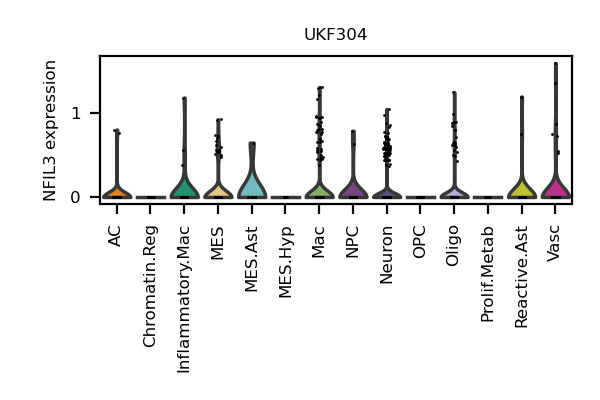 UKF304
NFIL3 expression
1
0
AC
Chromatin.Reg
Inflammatory.Mac
MES
MES.Ast
MES.Hyp
Mac
NPC
Neuron
OPC
Oligo
Prolif.Metab
Reactive.Ast
Vasc